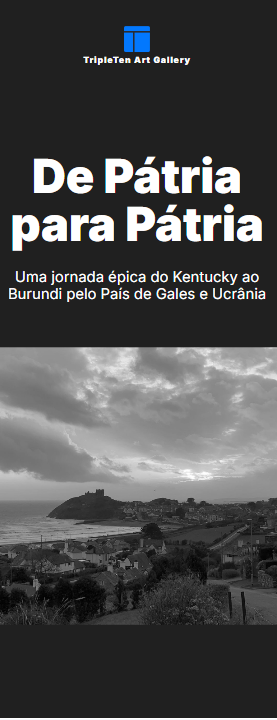 TripleTen Art Gallery
De Pátria
para Pátria
Uma jornada épica do Kentucky ao
Burundi pelo País de Gales e Ucrânia